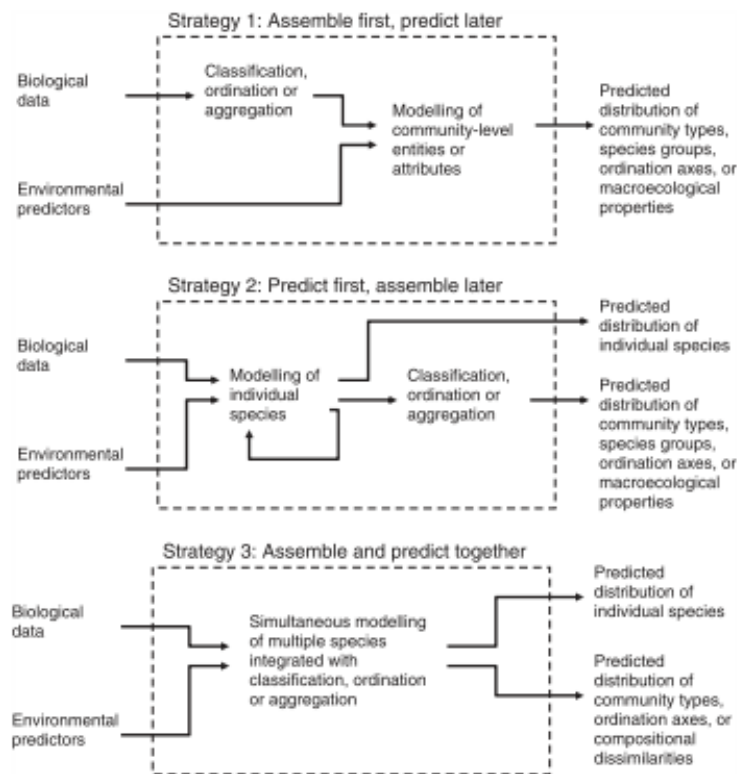 Strategy 1: Assemble first, predict later
Biological
data
Classification,
ordination or
aggregation
Modelling of
community-level
entities or
attributes
Environmental
predictors
Predicted
distribution of
community types,
species groups,
ordination axes, or
macroecological
properties
Strategy 2: Predict first, assemble later
Biological
data
Environmental
predictors
Modelling of
individual
species
Classification,
ordination or
aggregation
Predicted
distribution of
individual species
Predicted
distribution of
community types,
species groups,
ordination axes, or
macroecological
properties
Strategy 3: Assemble and predict together
Biological
data
Environmental
predictors
Simultaneous modelling
of multiple species
integrated with
classification, ordination
or aggregation
Predicted
distribution of
individual species
Predicted
distribution of
community types,
ordination axes, or
compositional
dissimilarities